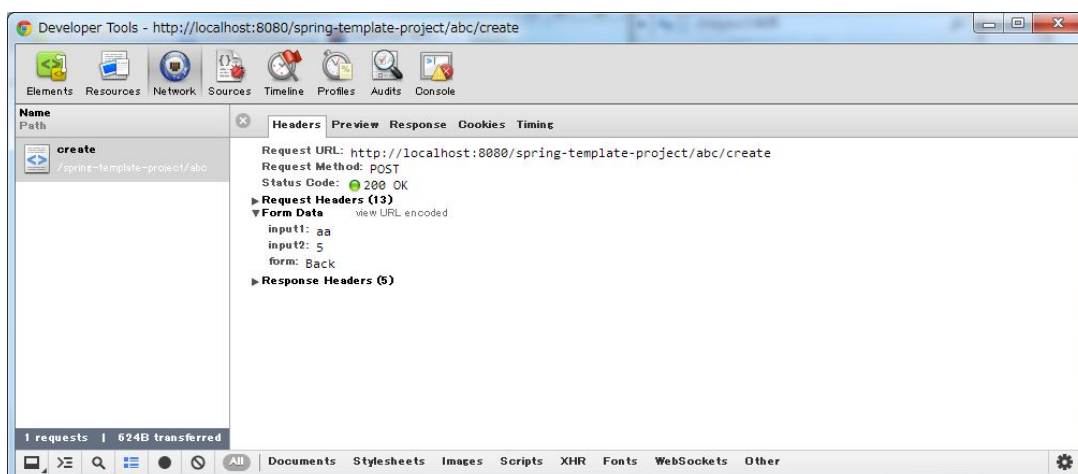 Developer Tools - http://localhost:8080/spring-template-project/abc/create
Elements Resources Network Sources Timeline Profiles Audits Console
Name
Path
Headers Preview Response Cookies Timing
create
/spring-template-project/abc
Request URL: http://localhost:8080/spring-template-project/abc/create
Request Method: POST
Status Code: 200 OK
Request Headers (13)
Form Data view URL encoded
input1: aa
input2: 5
form: Back
Response Headers (5)
1 requests | 624B transferred
All Documents Stylesheets Images Scripts XHR Fonts WebSockets Other